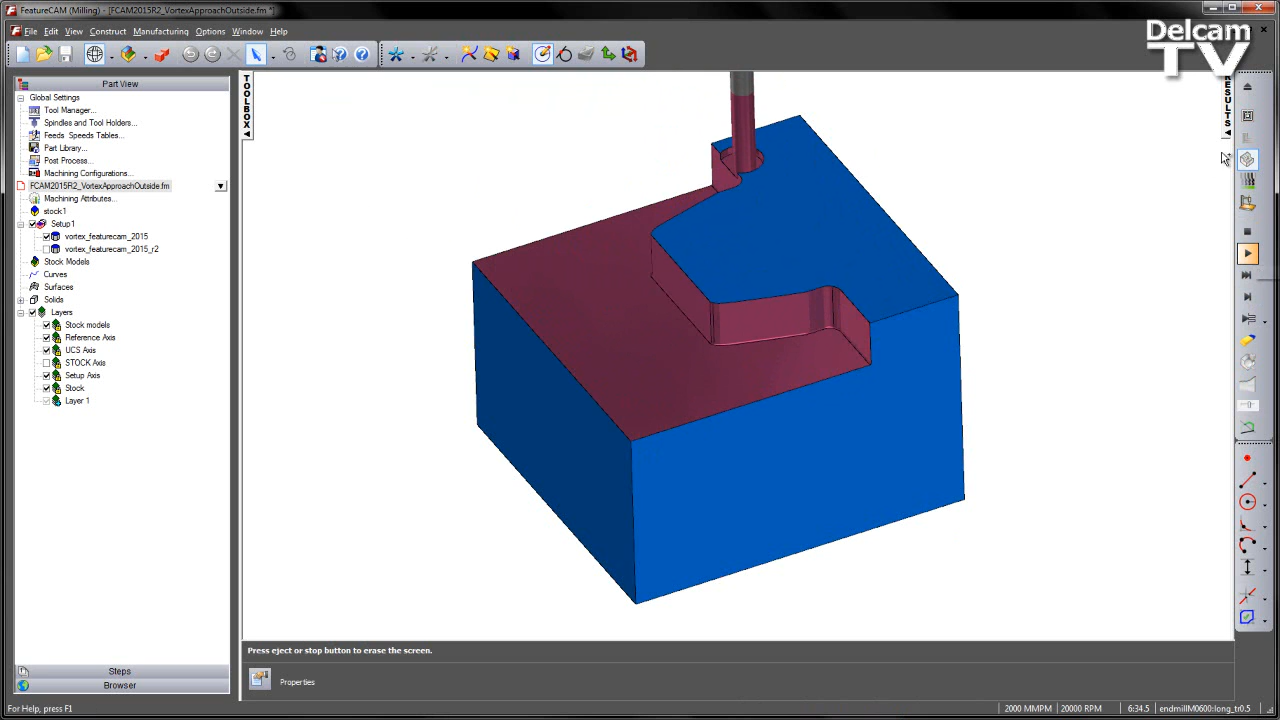 FeatureCAM (Milling) - [FCAM2015R2_VortexApproachOutside.fm *]
File Edit View Construct Manufacturing Options Window Help
Delcam
TV
Part View
TOOLBOX
RESULTS
Global Settings
Tool Manager...
Spindles and Tool Holders...
Feeds Speeds Tables...
Part Library...
Post Process...
Machining Configurations...
FCAM2015R2_VortexApproachOutside.fm
Machining Attributes...
stock1
Setup1
vortex_featurecam_2015
vortex_featurecam_2015_r2
Stock Models
Curves
Surfaces
Solids
Layers
Stock models
Reference Axis
UCS Axis
STOCK Axis
Setup Axis
Stock
Layer 1
Press eject or stop button to erase the screen.
Steps
Properties
Browser
For Help, press F1
2000 MMPM 20000 RPM 6:34.5 endmillM0600:long_tr0.5